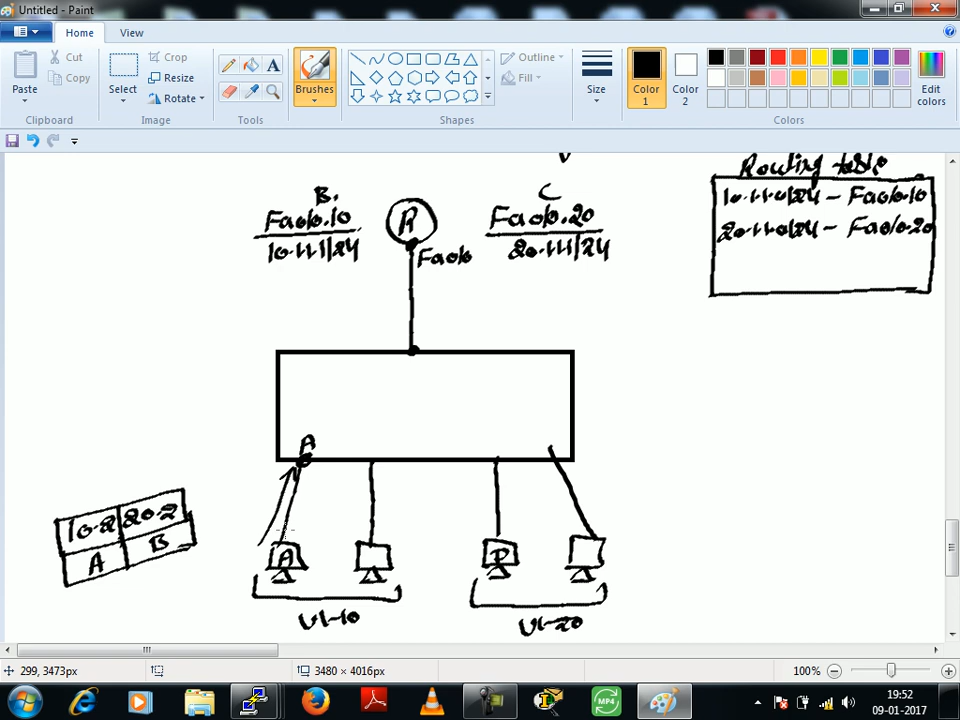 Untitled - Paint
Home View
Paste
Cut
Copy
Clipboard
Select
Crop
Resize
Rotate
Image
A
Tools
Brushes
Shapes
Outline
Fill
Size
Color 1
Color 2
Edit colors
Colors
Routing table
B.
Fa0/0.10
10.1.1.1/24
R
Fa0/0
C
Fa0/0.20
20.1.1.1/24
10.1.1.0/24 - Fa0/0.10
20.1.1.0/24 - Fa0/0.20
A
10.2 20.2
A B
A
D
Vl-10
Vl-20
299, 3473px
3480 × 4016px
100%
MP4
19:52
09-01-2017